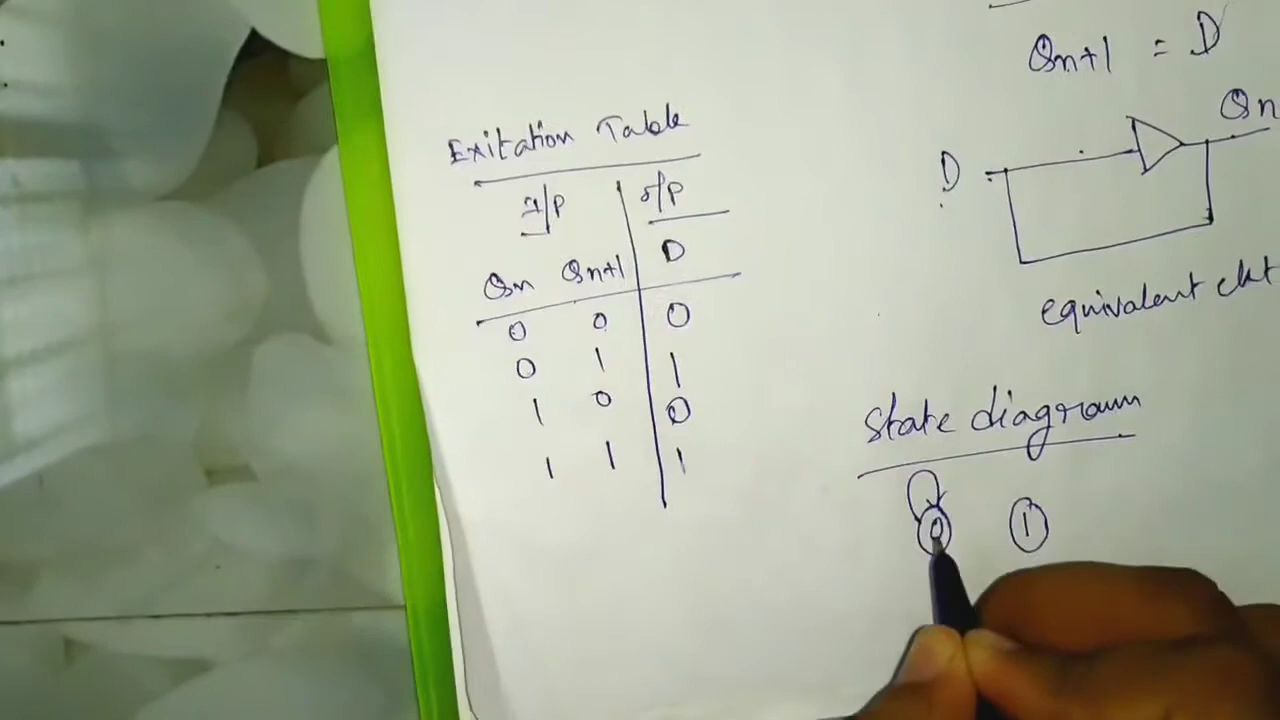 Exitation Table
I/P O/P
Qn Qn+1 D
0 0 0
0 1 1
1 0 0
1 1 1
Qn+1 = D
D Qn
equivalent ckt
State diagram
0 1